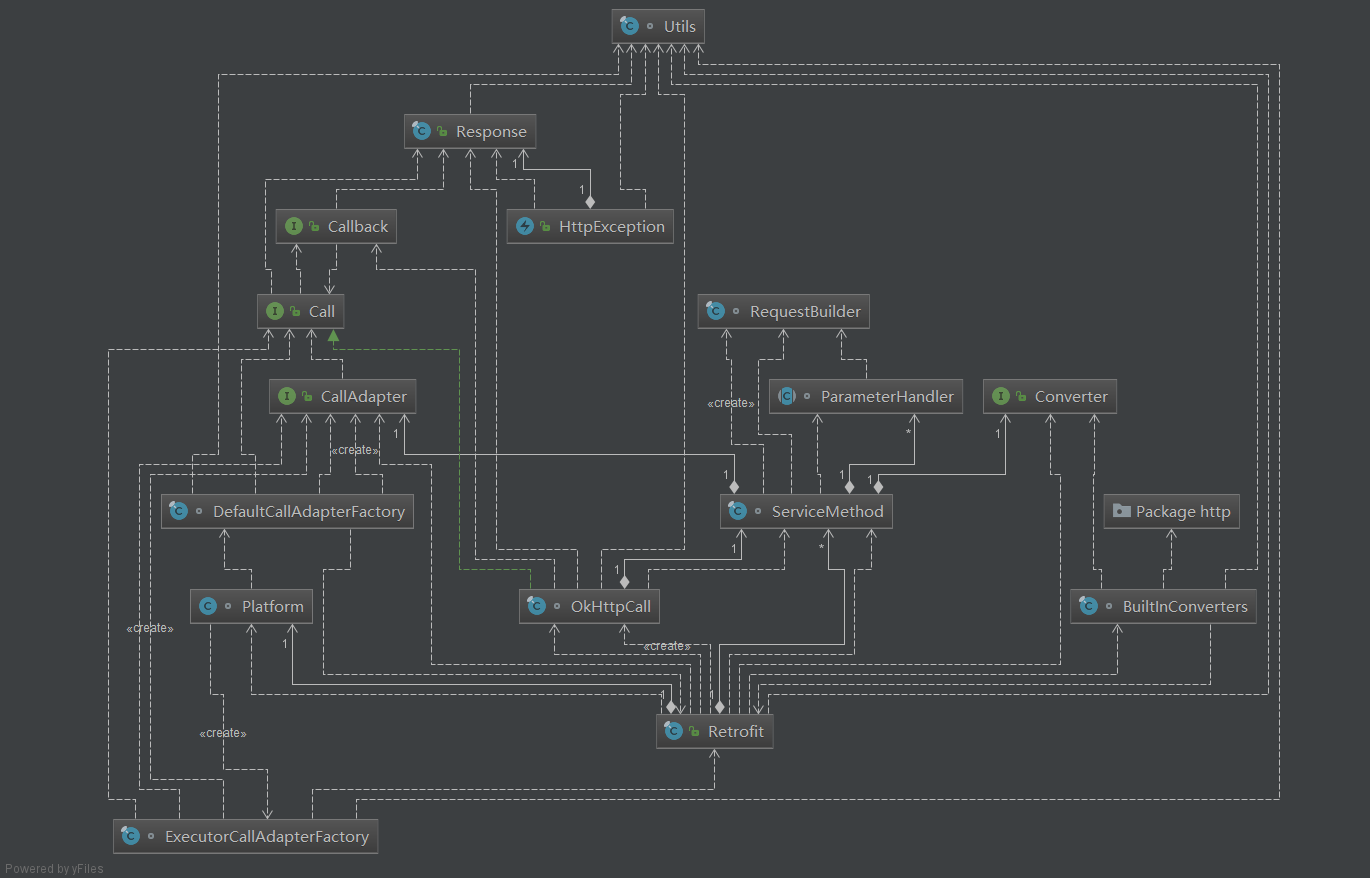 Utils
Response
1
1
Callback
HttpException
Call
RequestBuilder
CallAdapter
ParameterHandler
Converter
«create»
1
*
1
«create»
1
1
1
DefaultCallAdapterFactory
ServiceMethod
Package http
1
*
1
Platform
OkHttpCall
BuiltInConverters
«create»
1
«create»
1
1
Retrofit
«create»
ExecutorCallAdapterFactory
Powered by yFiles